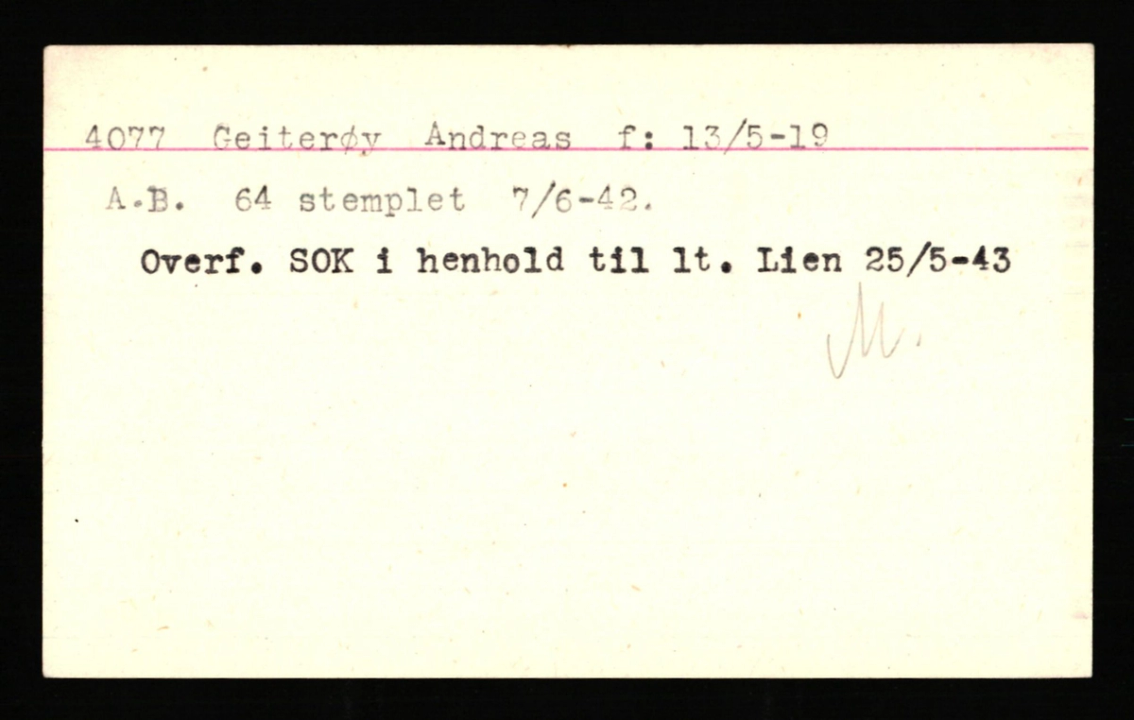 4077 Geiterøy Andreas f: 13/5-19
A.B. 64 stemplet 7/6-42.
Overf. SOK i henhold til lt. Lien 25/5-43
M.